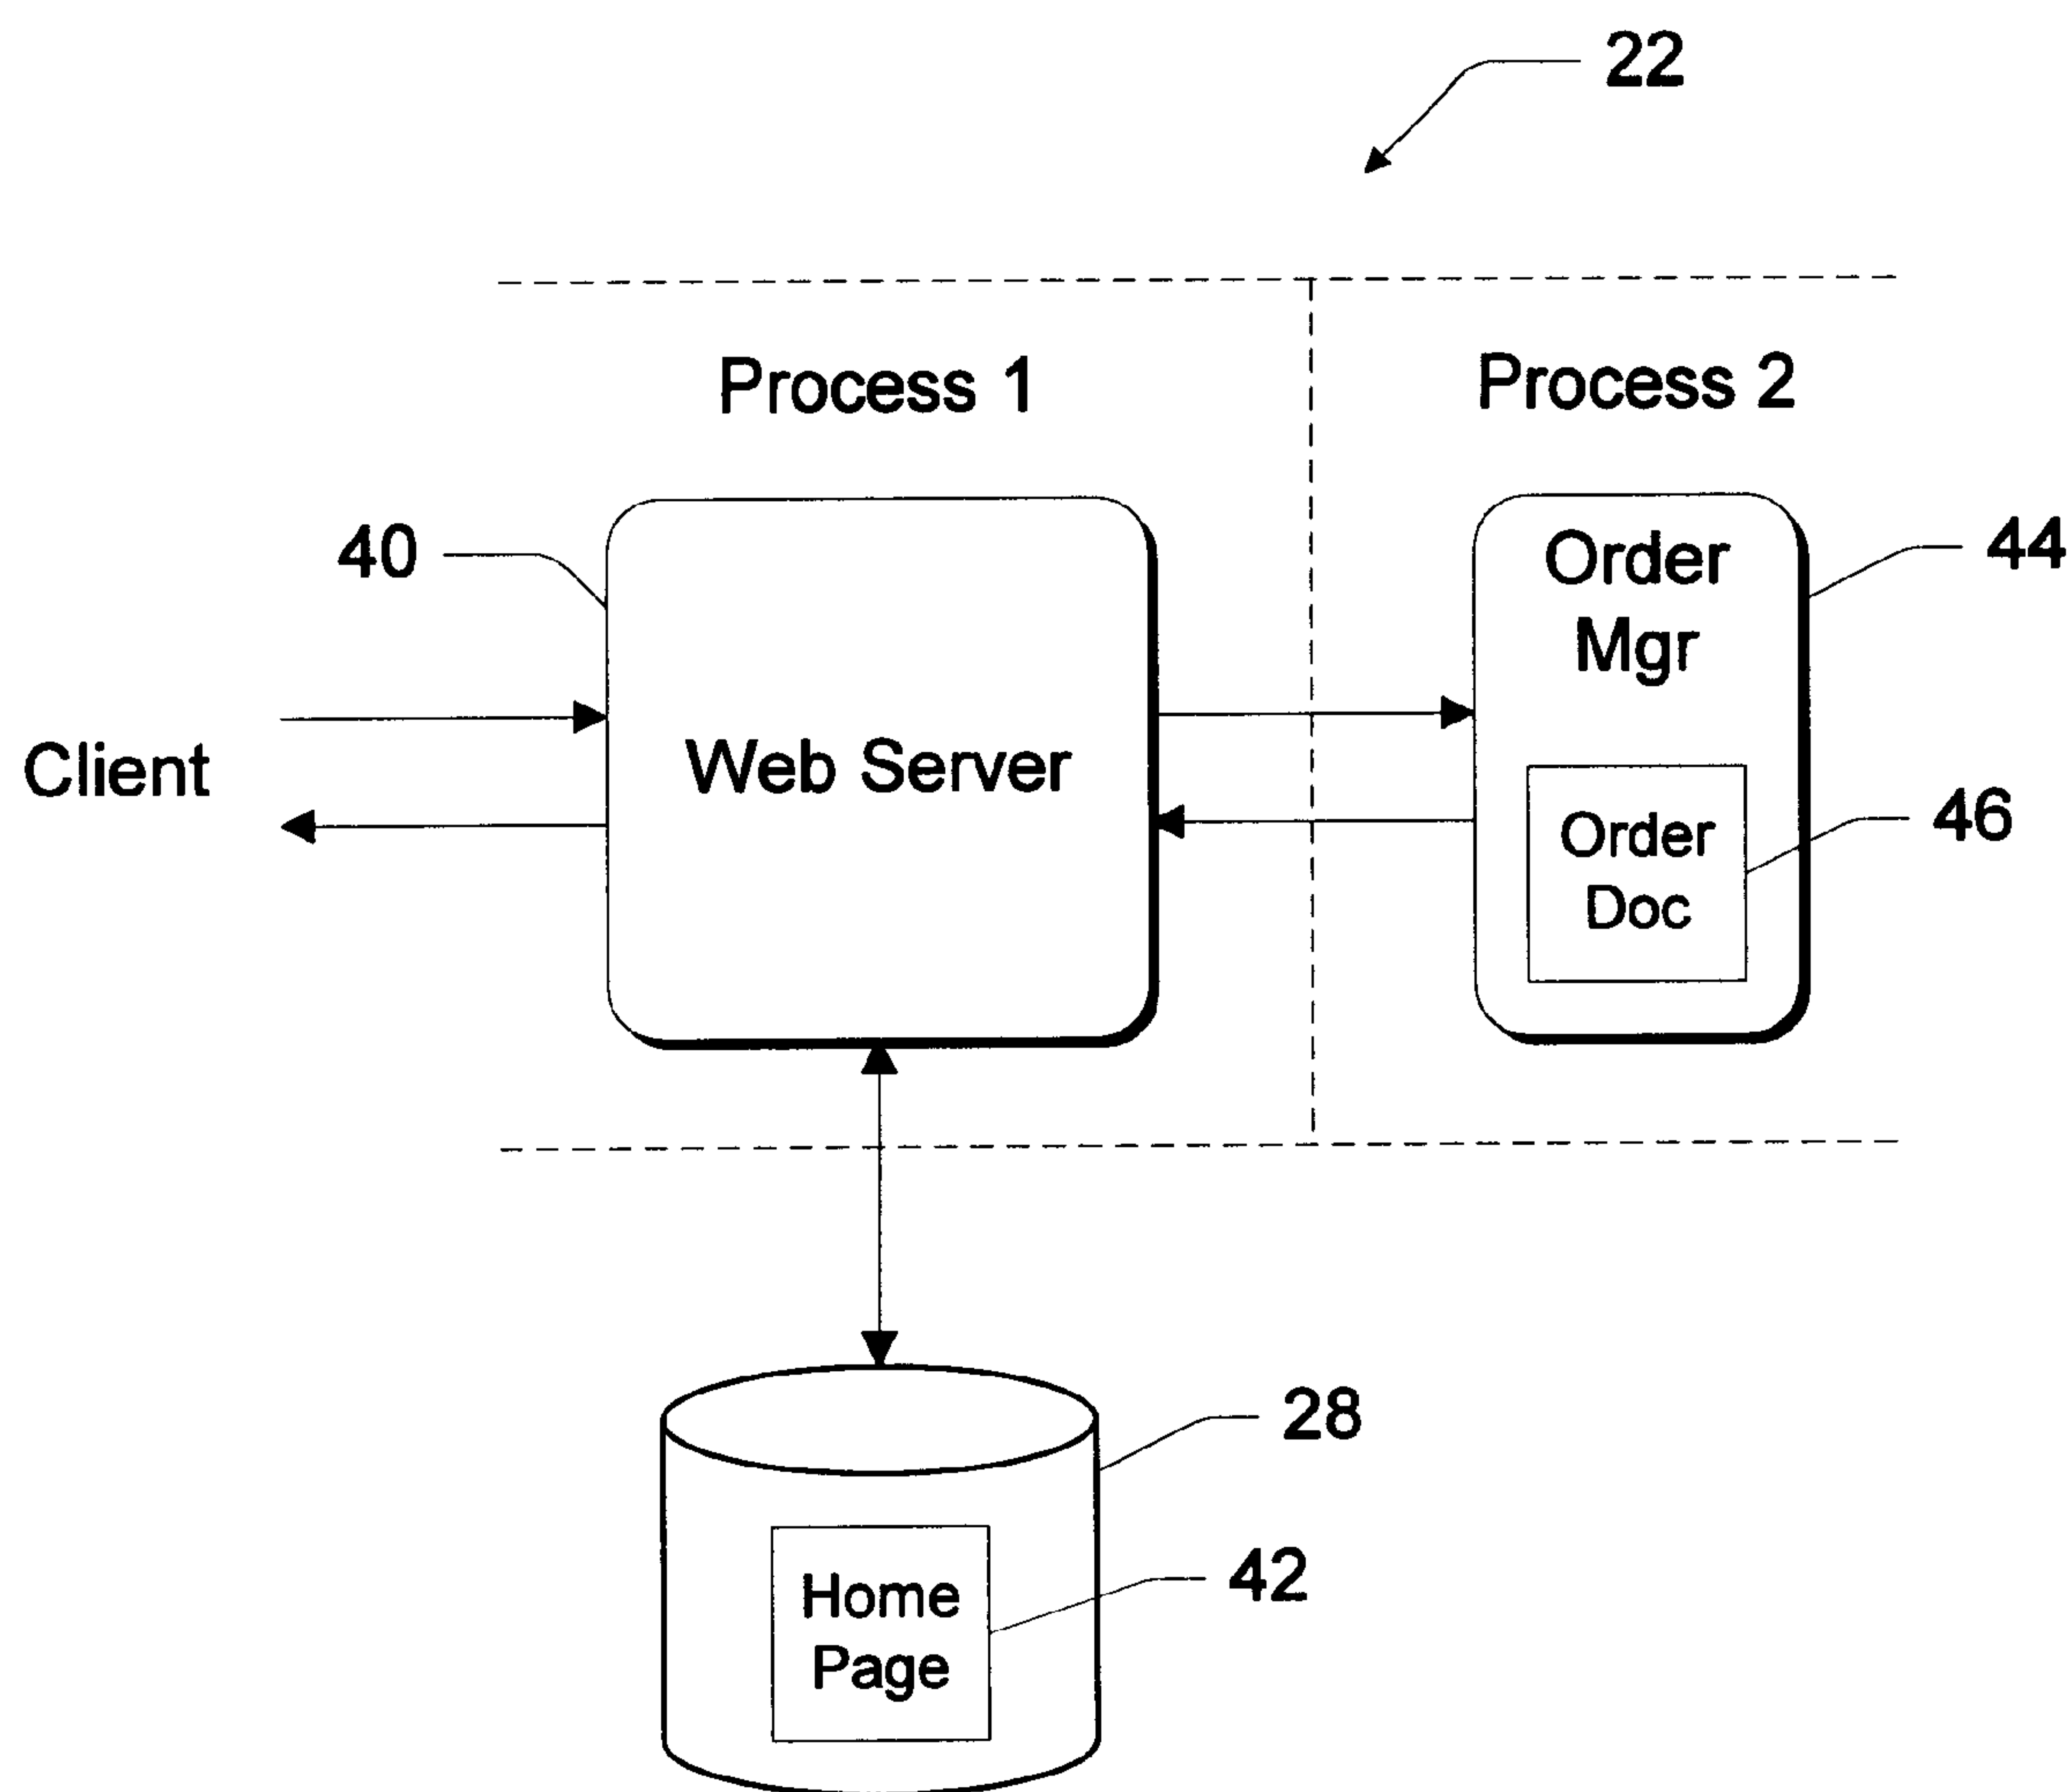 22
Process 1
Process 2
40
Order
Mgr
44
Client
Web Server
Order
Doc
46
28
Home
Page
42